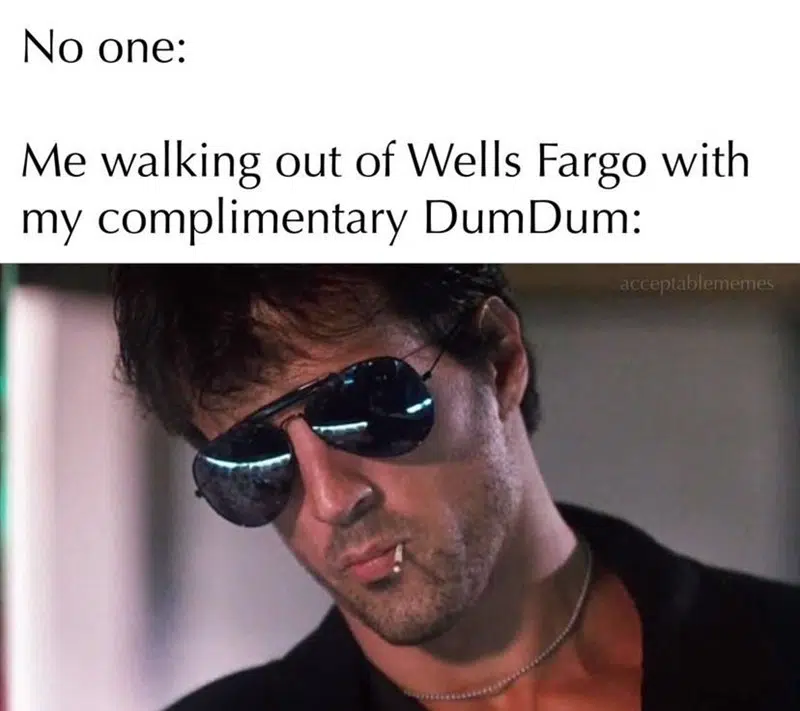 No one:
Me walking out of Wells Fargo with
my complimentary DumDum:
acceptablememes